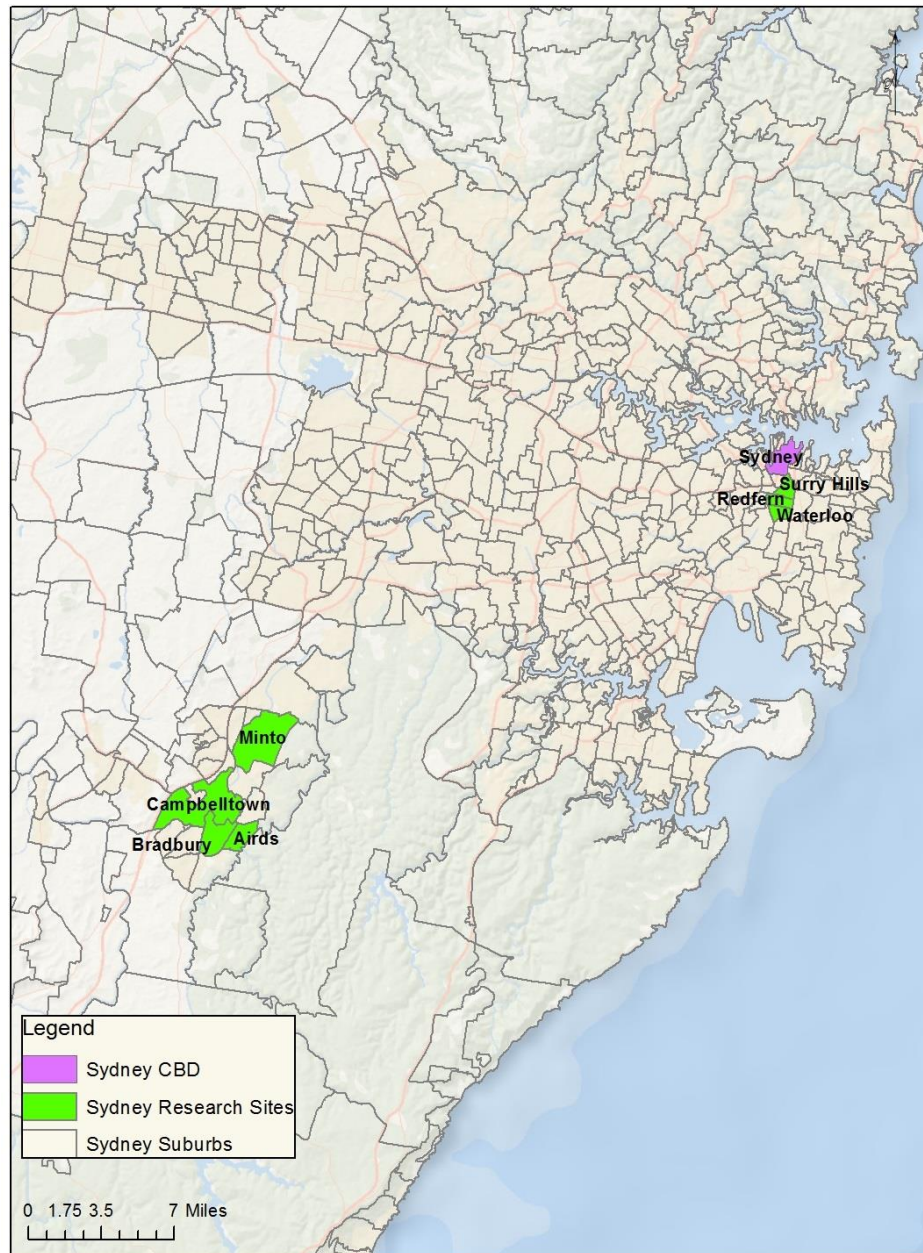 Sydney
Surry Hills
Redfern
Waterloo
Minto
Campbelltown
Bradbury
Airds
Legend
Sydney CBD
Sydney Research Sites
Sydney Suburbs
0 1.75 3.5 7 Miles